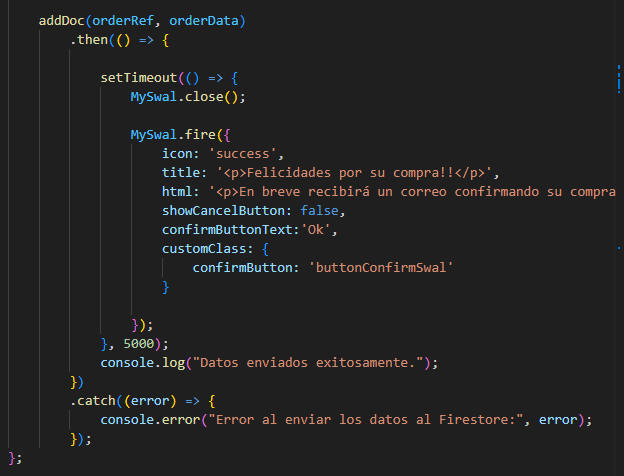 addDoc(orderRef, orderData)
.then(() => {
setTimeout(() => {
MySwal.close();
MySwal.fire({
icon: 'success',
title: '<p>Felicidades por su compra!!</p>',
html: '<p>En breve recibirá un correo confirmando su compra
showCancelButton: false,
confirmButtonText:'Ok',
customClass: {
confirmButton: 'buttonConfirmSwal'
}
});
}, 5000);
console.log("Datos enviados exitosamente.");
})
.catch((error) => {
console.error("Error al enviar los datos al Firestore:", error);
});
};